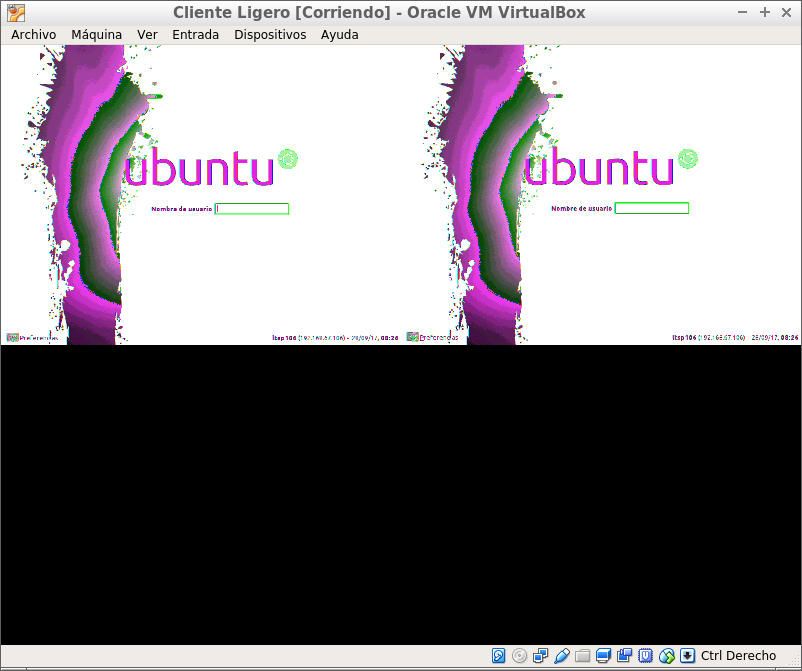 Cliente Ligero [Corriendo] - Oracle VM VirtualBox
Archivo Máquina Ver Entrada Dispositivos Ayuda
ubuntu ubuntu
Nombre de usuario Nombre de usuario
Preferencias ltsp106 (192.168.67.106) - 28/09/17, 08:26 Preferencias ltsp106 (192.168.67.106) - 28/09/17, 08:26
Ctrl Derecho